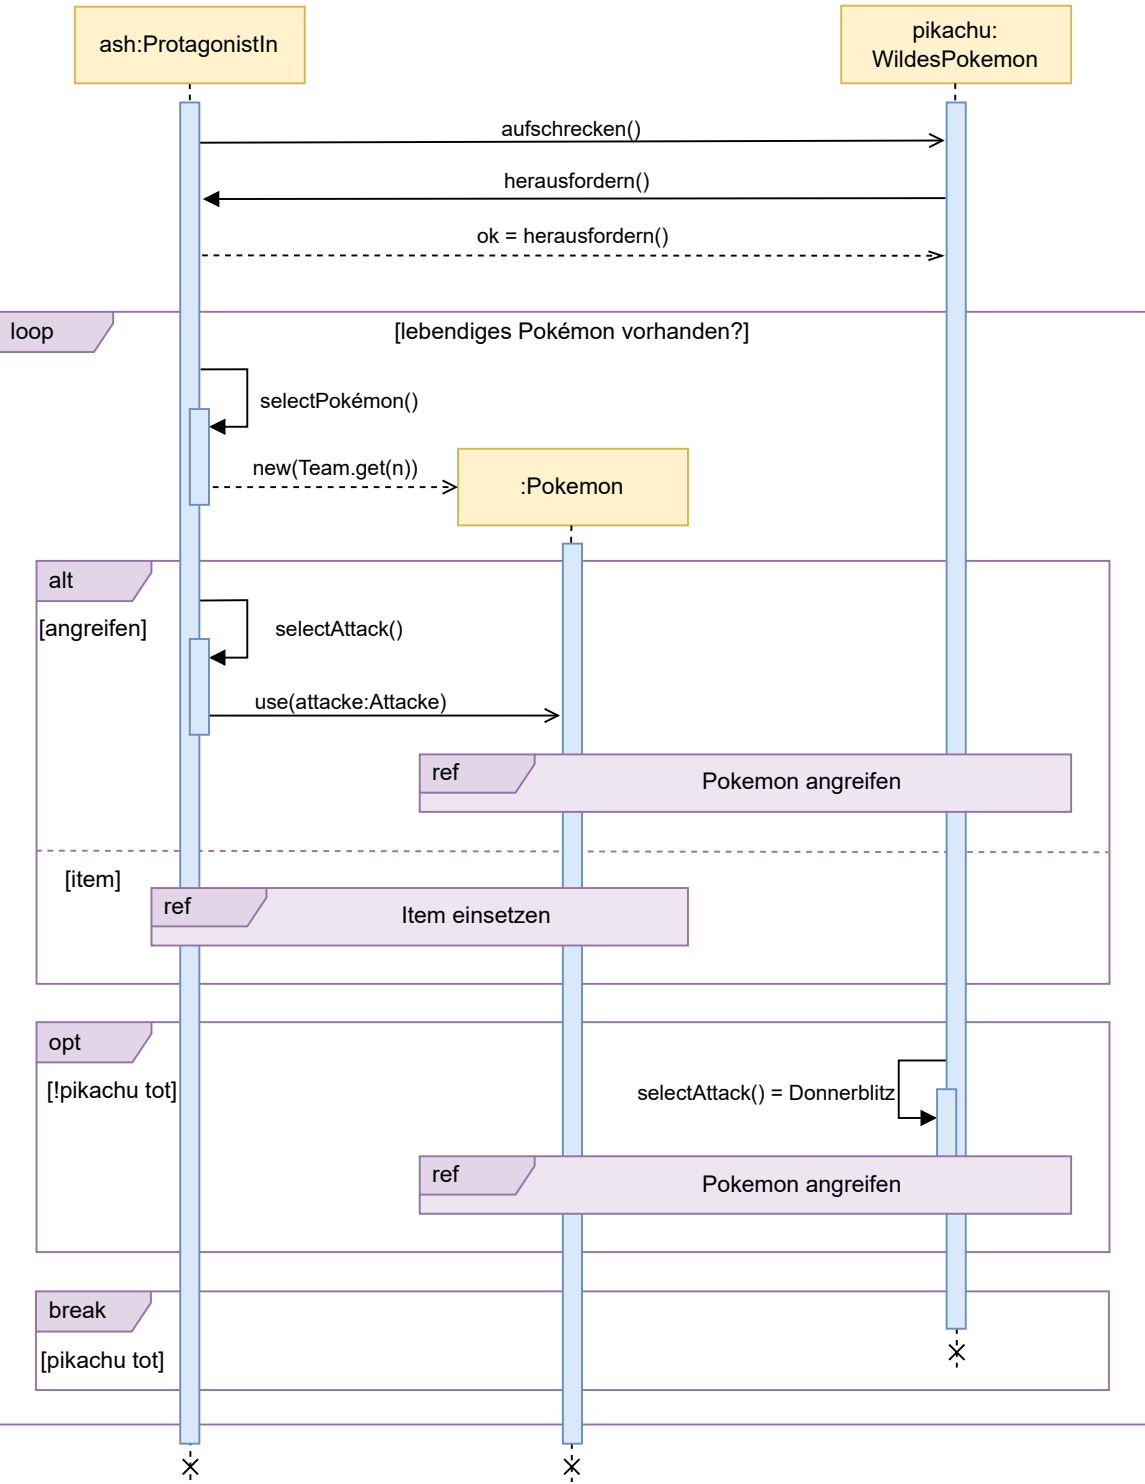 ash:ProtagonistIn
pikachu:
WildesPokemon
aufschrecken()
herausfordern()
ok = herausfordern()
loop
[lebendiges Pokémon vorhanden?]
selectPokémon()
new(Team.get(n))
:Pokemon
alt
[angreifen]
selectAttack()
use(attacke:Attacke)
ref
Pokemon angreifen
[item]
ref
Item einsetzen
opt
[!pikachu tot]
selectAttack() = Donnerblitz
ref
Pokemon angreifen
break
[pikachu tot]